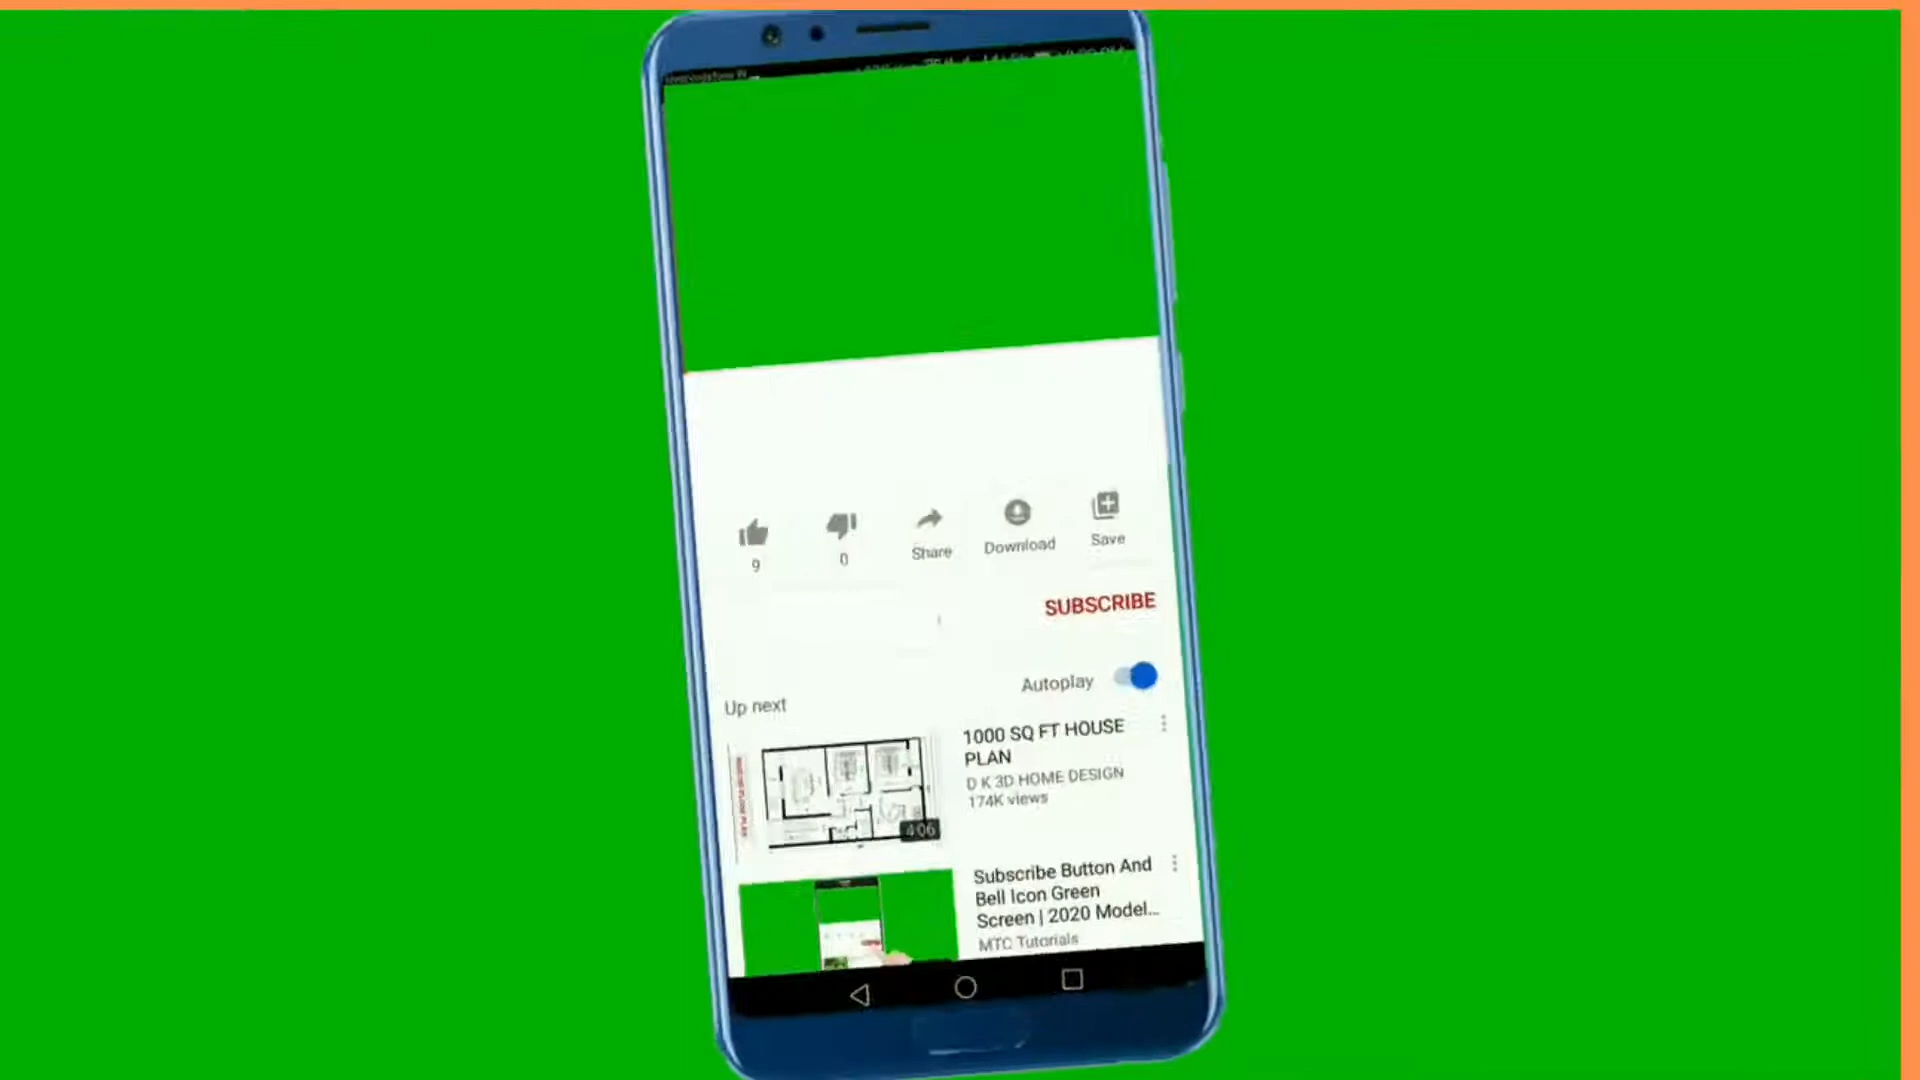 9
0
Share
Download
Save
SUBSCRIBE
Autoplay
Up next
1000 SQ FT HOUSE
PLAN
D K 3D HOME DESIGN
174K views
4:06
Subscribe Button And
Bell Icon Green
Screen | 2020 Model...
MTC Tutorials